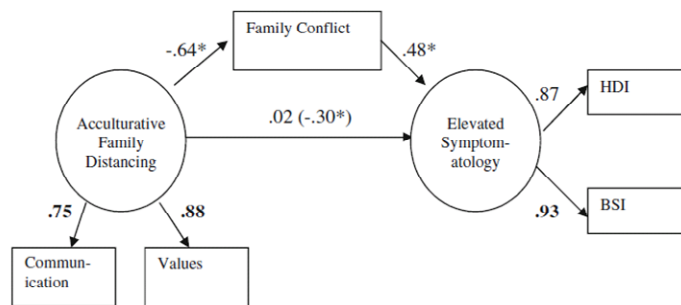 Family Conflict
-.64*
.48*
Acculturative
Family
Distancing
.02 (-.30*)
Elevated
Symptom-
atology
.87
HDI
.93
BSI
.75
.88
Commun-
ication
Values